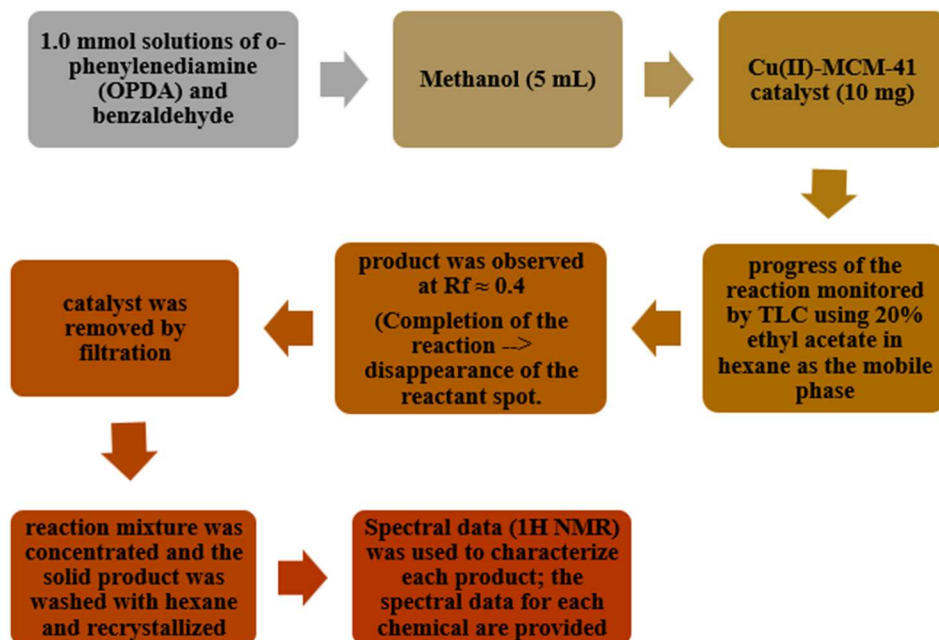 1.0 mmol solutions of o-
phenylenediamine
(OPDA) and
benzaldehyde
Methanol (5 mL)
Cu(II)-MCM-41
catalyst (10 mg)
progress of the
reaction monitored
by TLC using 20%
ethyl acetate in
hexane as the mobile
phase
product was observed
at Rf ≈ 0.4
(Completion of the
reaction -->
disappearance of the
reactant spot.
catalyst was
removed by
filtration
reaction mixture was
concentrated and the
solid product was
washed with hexane
and recrystallized
Spectral data (1H NMR)
was used to characterize
each product; the
spectral data for each
chemical are provided